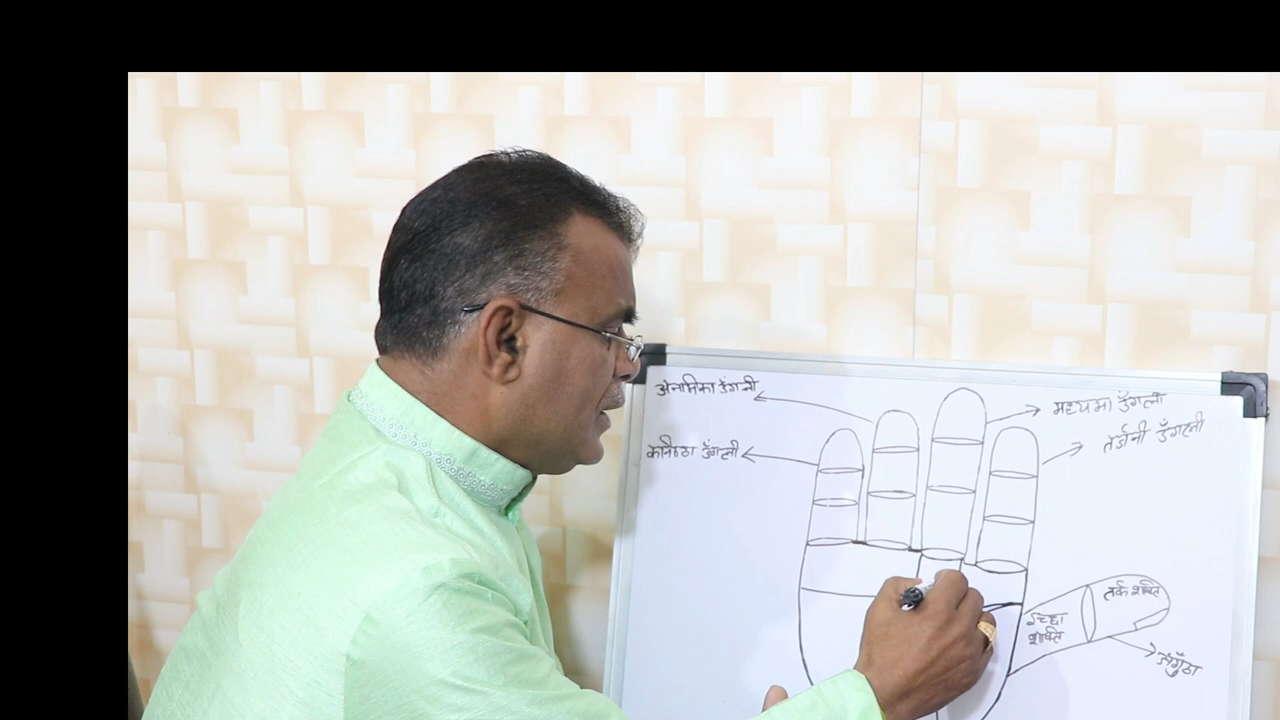 अनामिका उँगली
मध्यमा उँगली
तर्जनी उँगली
कनिष्ठा उँगली
तर्क शक्ति
इच्छा
शक्ति
अँगुँठा